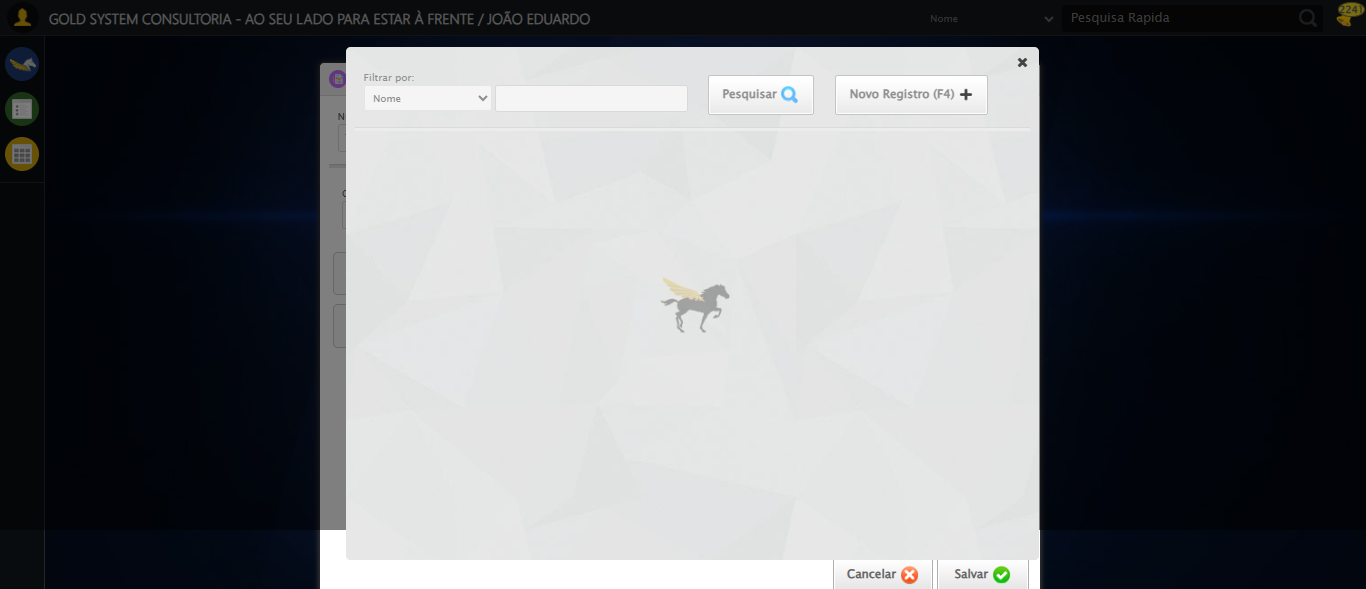 GOLD SYSTEM CONSULTORIA - AO SEU LADO PARA ESTAR À FRENTE / JOÃO EDUARDO
Nome
Pesquisa Rapida
2241
Filtrar por:
Nome
Pesquisar
Novo Registro (F4)
Cancelar
Salvar